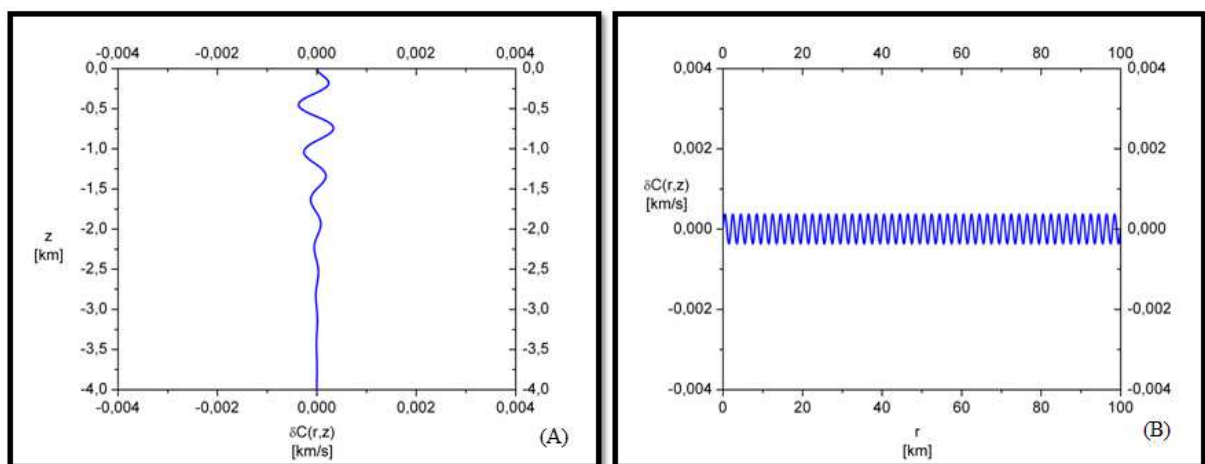 -0,004 -0,002 0,000 0,002 0,004
0,0 0,0
-0,5 -0,5
-1,0 -1,0
-1,5 -1,5
-2,0 -2,0
z
[km]
-2,5 -2,5
-3,0 -3,0
-3,5 -3,5
-4,0 -4,0
-0,004 -0,002 0,000 0,002 0,004
δC(r,z)
[km/s]
(A)
0 20 40 60 80 100
0,004 0,004
0,002 0,002
δC(r,z)
[km/s]
0,000 0,000
-0,002 -0,002
-0,004 -0,004
0 20 40 60 80 100
r
[km]
(B)